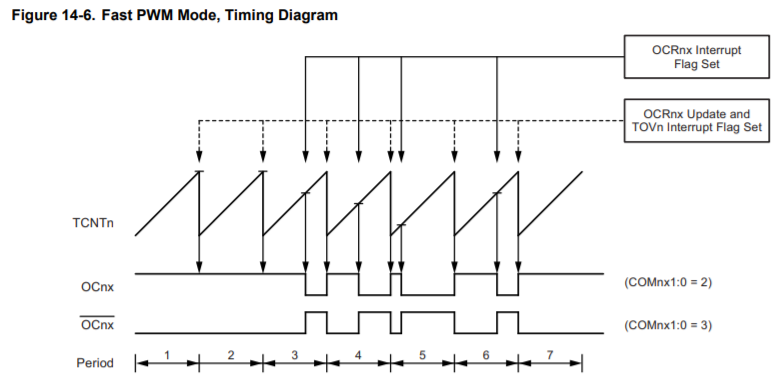 Figure 14-6. Fast PWM Mode, Timing Diagram
OCRnx Interrupt
Flag Set
OCRnx Update and
TOVn Interrupt Flag Set
TCNTn
OCnx
(COMnx1:0 = 2)
OCnx
(COMnx1:0 = 3)
Period
1
2
3
4
5
6
7